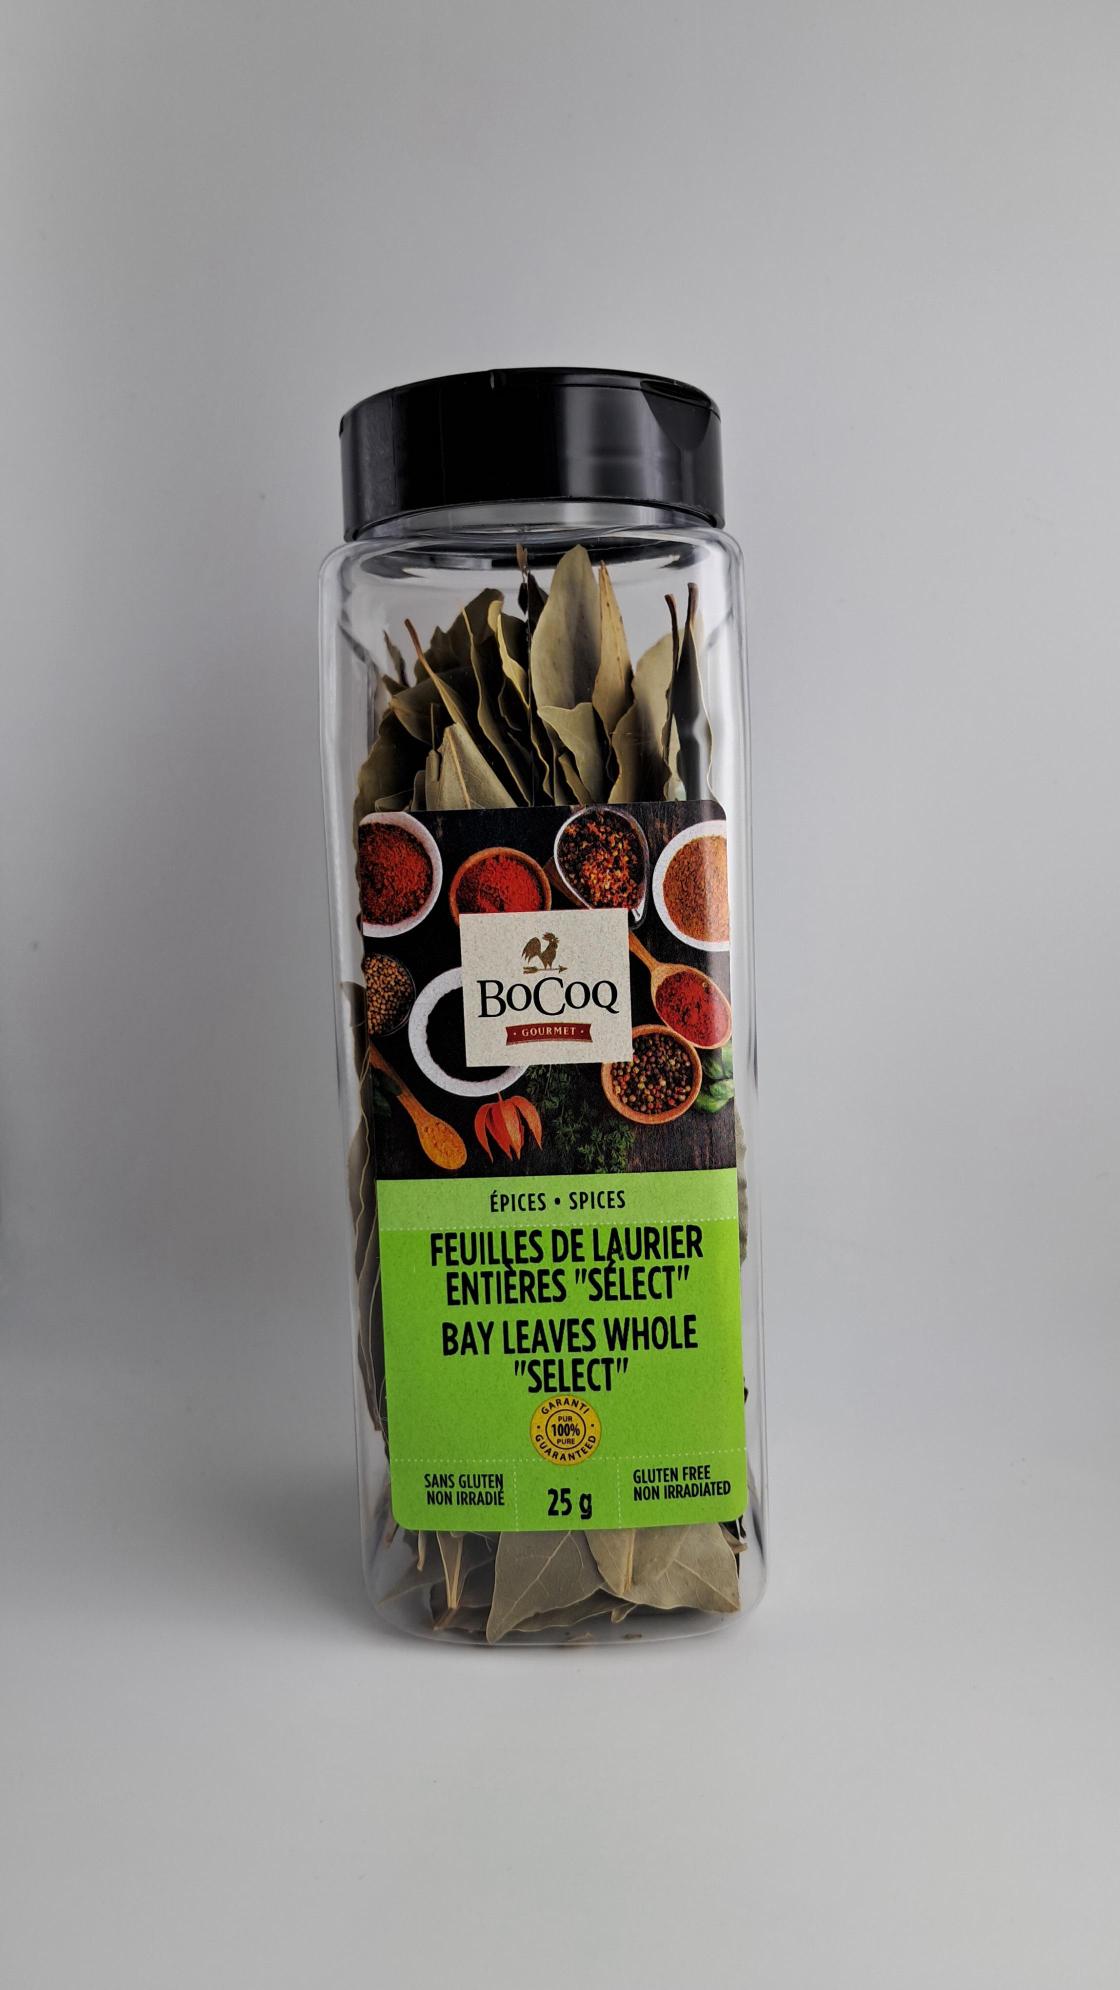 BOCOQ
· GOURMET ·
ÉPICES • SPICES
FEUILLES DE LAURIER
ENTIÈRES "SÉLECT"
BAY LEAVES WHOLE
"SELECT"
GARANTI
PUR
100%
PURE
GUARANTEED
SANS GLUTEN
NON IRRADIÉ
25 g
GLUTEN FREE
NON IRRADIATED